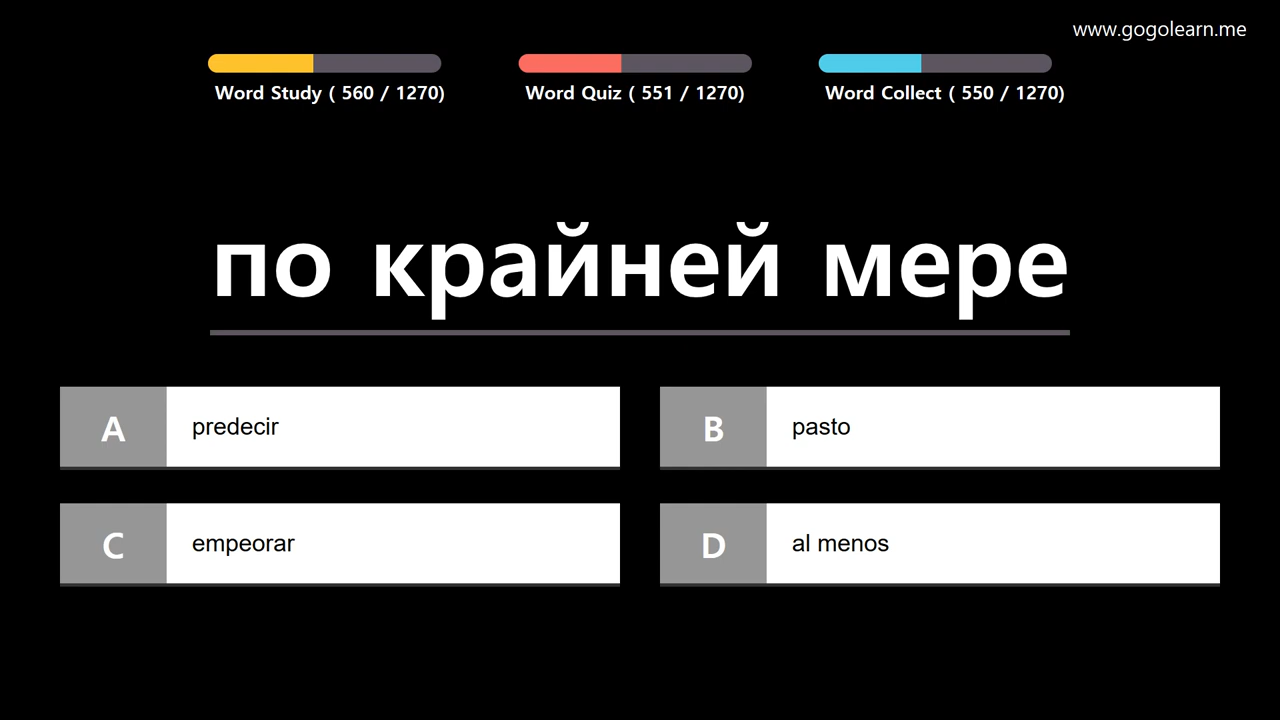 www.gogolearn.me
Word Study ( 560 / 1270)
Word Quiz ( 551 / 1270)
Word Collect ( 550 / 1270)
по крайней мере
A predecir
B pasto
C empeorar
D al menos